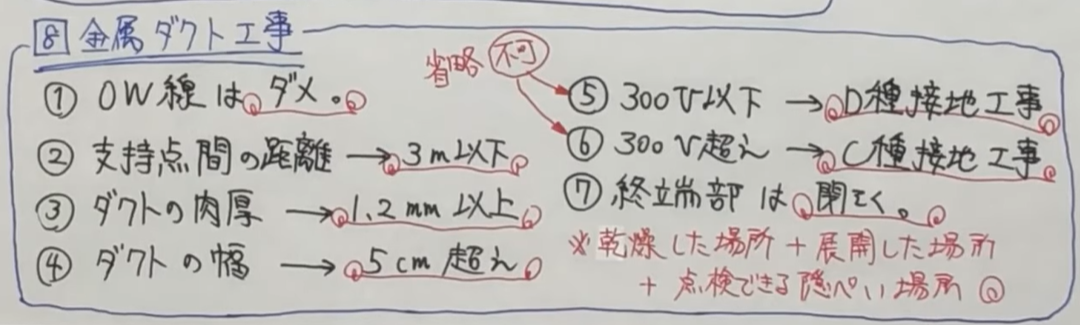 8 金属ダクト工事
① OW線はダメ。
② 支持点間の距離 → 3m以下
③ ダクトの肉厚 → 1.2mm以上
④ ダクトの幅 → 5cm超え
省略 不可
⑤ 300V以下 → D種接地工事
⑥ 300V超え → C種接地工事
⑦ 終端部は閉そく。
※乾燥した場所+展開した場所
+点検できる隠ぺい場所